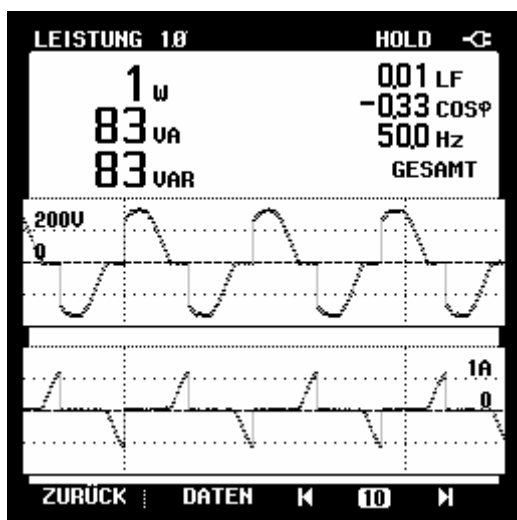 LEISTUNG 1Ø HOLD
1 W
0,01 LF
83 VA
-0,33 COSφ
50,0 Hz
83 VAR
GESAMT
200V
0
1A
0
ZURÜCK DATEN 10